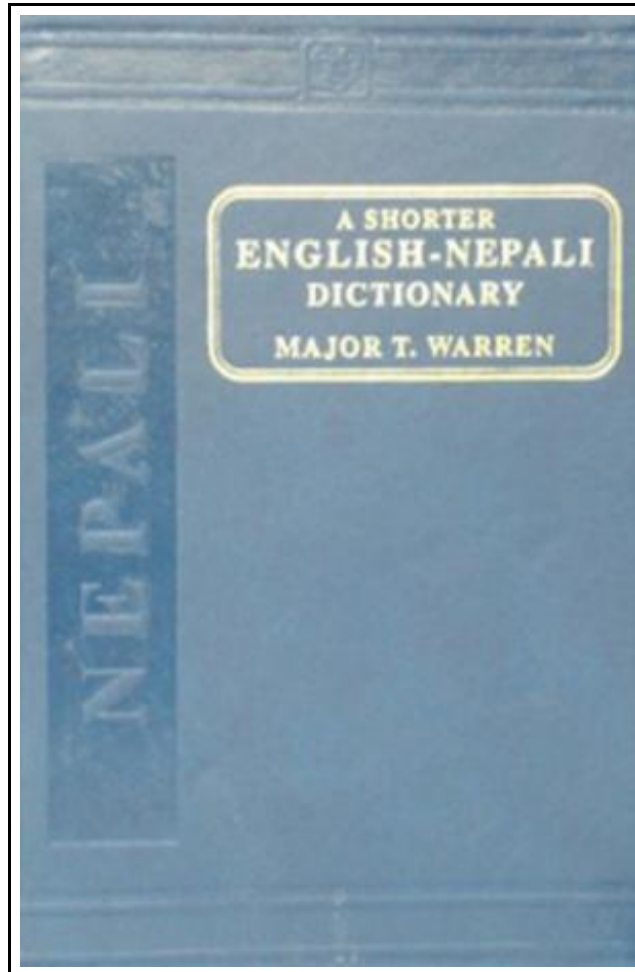 A SHORTER
ENGLISH-NEPALI
DICTIONARY
MAJOR T. WARREN
NEPALI